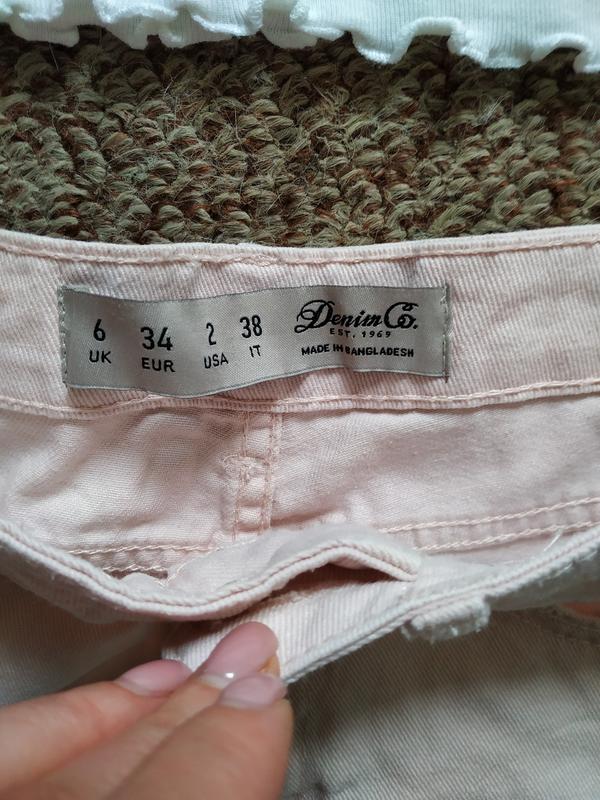 6 34 2 38 Denim Co.
UK EUR USA IT EST. 1969
MADE IN BANGLADESH